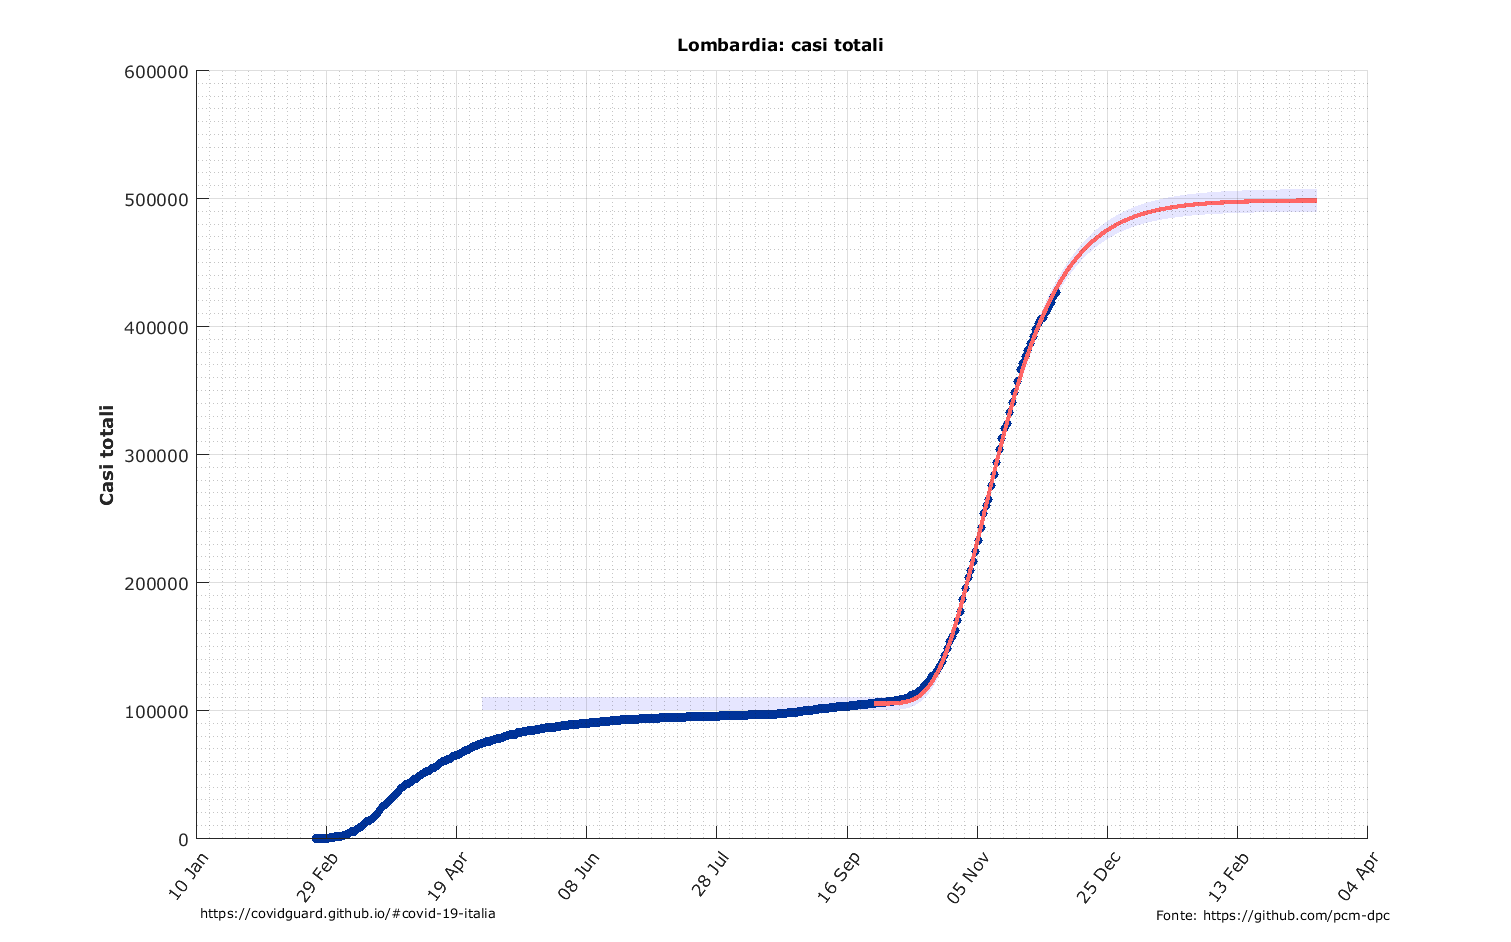 Lombardia: casi totali
600000
500000
400000
300000
200000
100000
0
Casi totali
10 Jan
29 Feb
19 Apr
08 Jun
28 Jul
16 Sep
05 Nov
25 Dec
13 Feb
04 Apr
https://covidguard.github.io/#covid-19-italia
Fonte: https://github.com/pcm-dpc